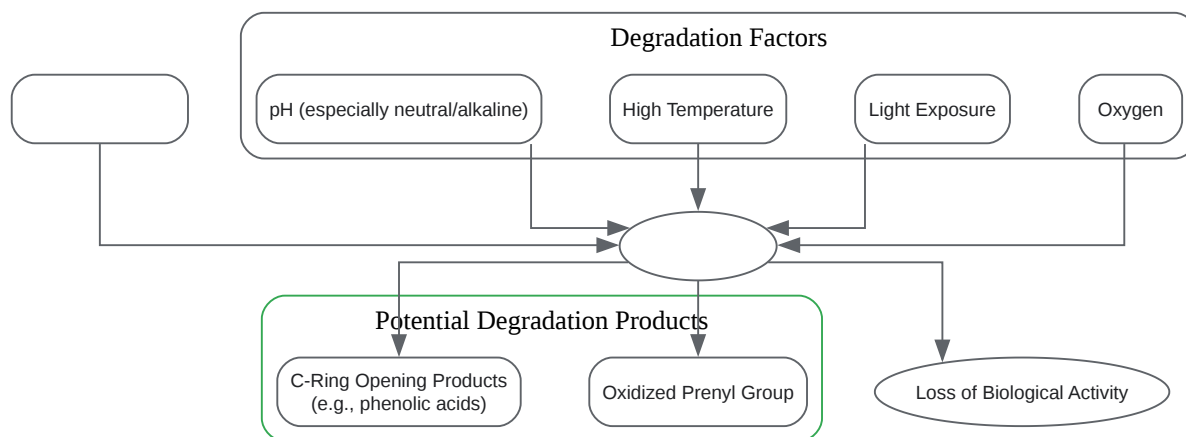 Degradation Factors
pH (especially neutral/alkaline)
High Temperature
Light Exposure
Oxygen
Potential Degradation Products
C-Ring Opening Products
(e.g., phenolic acids)
Oxidized Prenyl Group
Loss of Biological Activity